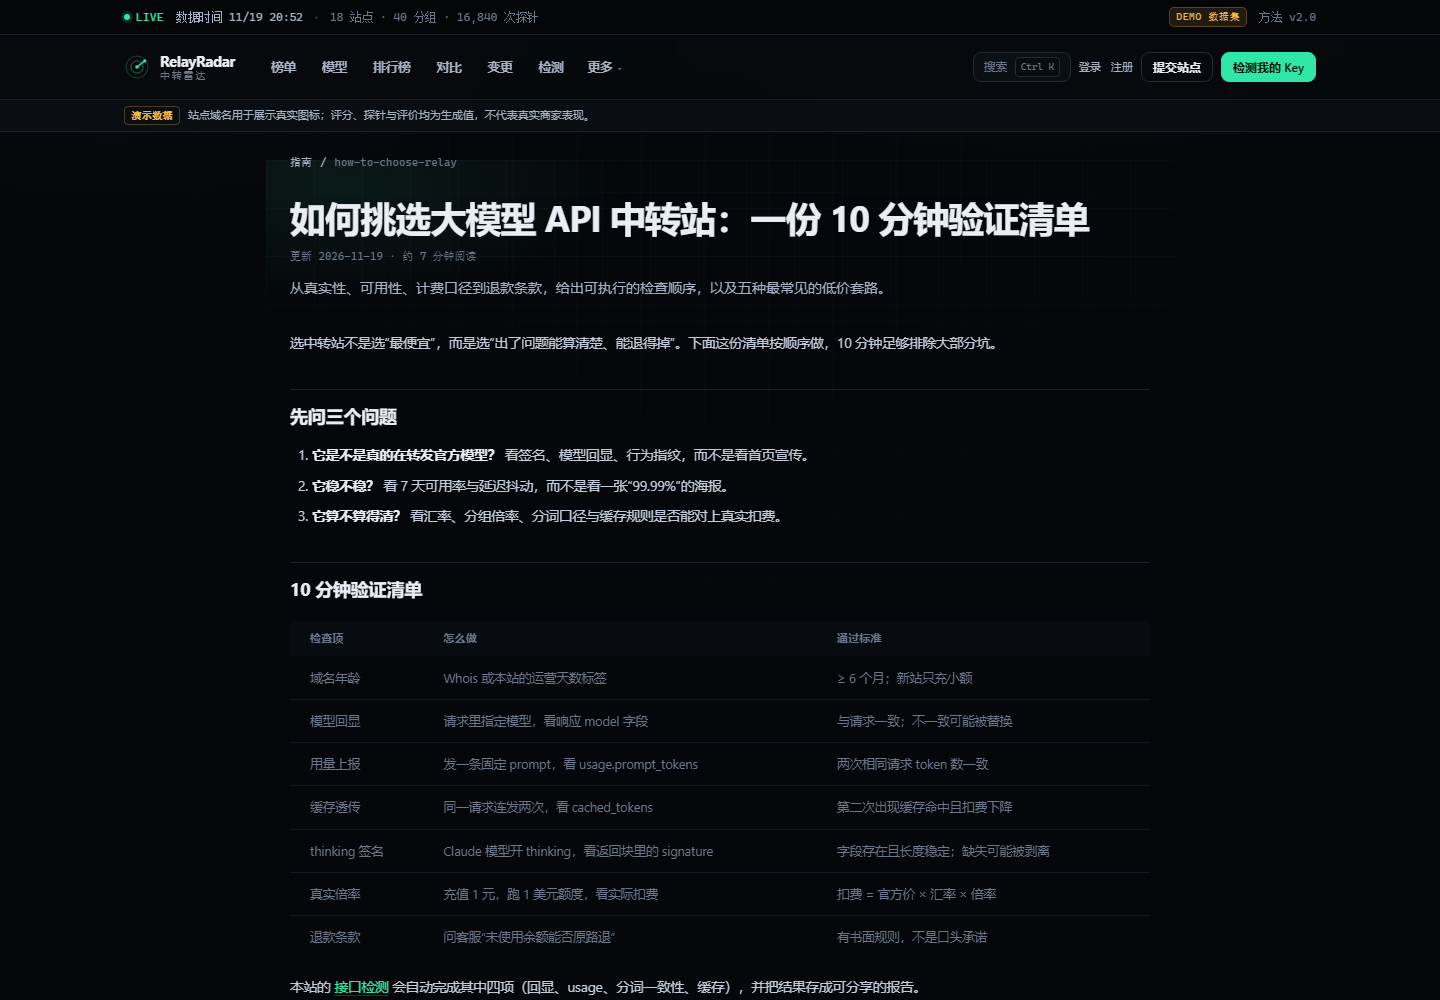 LIVE 数据时间 11/19 20:52 · 18 站点 · 40 分组 · 16,840 次探针 DEMO 数据集 方法 v2.0
RelayRadar
中转雷达
榜单 模型 排行榜 对比 变更 检测 更多
搜索 Ctrl K 登录 注册 提交站点 检测我的 Key
演示数据 站点域名用于展示真实图标；评分、探针与评价均为生成值，不代表真实商家表现。
指南 / how-to-choose-relay
如何挑选大模型 API 中转站：一份 10 分钟验证清单
更新 2026-11-19 · 约 7 分钟阅读
从真实性、可用性、计费口径到退款条款，给出可执行的检查顺序，以及五种最常见的低价套路。
选中转站不是选“最便宜”，而是选“出了问题能算清楚、能退得掉”。下面这份清单按顺序做，10 分钟足够排除大部分坑。
先问三个问题
1. 它是不是真的在转发官方模型？ 看签名、模型回显、行为指纹，而不是看首页宣传。
2. 它稳不稳？ 看 7 天可用率与延迟抖动，而不是看一张“99.99%”的海报。
3. 它算不算得清？ 看汇率、分组倍率、分词口径与缓存规则是否能对上真实扣费。
10 分钟验证清单
检查项 怎么做 通过标准
域名年龄 Whois 或本站的运营天数标签 ≥ 6 个月；新站只充小额
模型回显 请求里指定模型，看响应 model 字段 与请求一致；不一致可能被替换
用量上报 发一条固定 prompt，看 usage.prompt_tokens 两次相同请求 token 数一致
缓存透传 同一请求连发两次，看 cached_tokens 第二次出现缓存命中且扣费下降
thinking 签名 Claude 模型开 thinking，看返回块里的 signature 字段存在且长度稳定；缺失可能被剥离
真实倍率 充值 1 元，跑 1 美元额度，看实际扣费 扣费 = 官方价 × 汇率 × 倍率
退款条款 问客服“未使用余额能否原路退” 有书面规则，不是口头承诺
本站的 接口检测 会自动完成其中四项（回显、usage、分词一致性、缓存），并把结果存成可分享的报告。